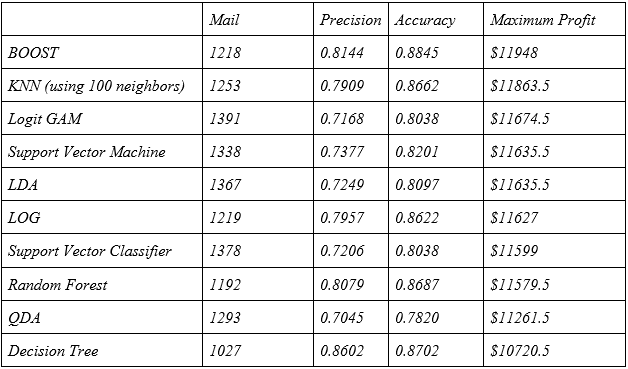 Mail Precision Accuracy Maximum Profit
BOOST 1218 0.8144 0.8845 $11948
KNN (using 100 neighbors) 1253 0.7909 0.8662 $11863.5
Logit GAM 1391 0.7168 0.8038 $11674.5
Support Vector Machine 1338 0.7377 0.8201 $11635.5
LDA 1367 0.7249 0.8097 $11635.5
LOG 1219 0.7957 0.8622 $11627
Support Vector Classifier 1378 0.7206 0.8038 $11599
Random Forest 1192 0.8079 0.8687 $11579.5
QDA 1293 0.7045 0.7820 $11261.5
Decision Tree 1027 0.8602 0.8702 $10720.5